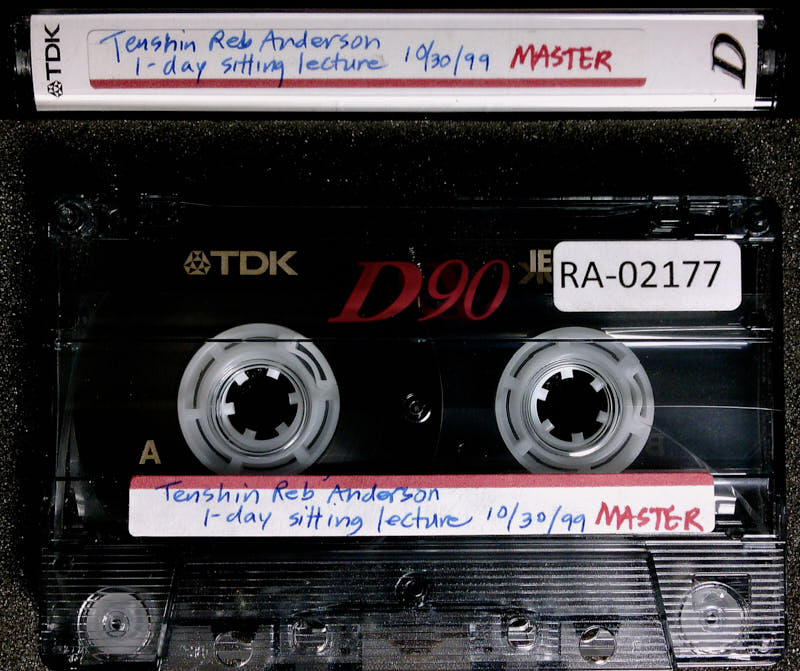 TDK
Tenshin Reb Anderson
1-day sitting lecture 10/30/99 MASTER
D
TDK
D90
IE
RA-02177
A
Tenshin Reb Anderson
1-day sitting lecture 10/30/99 MASTER